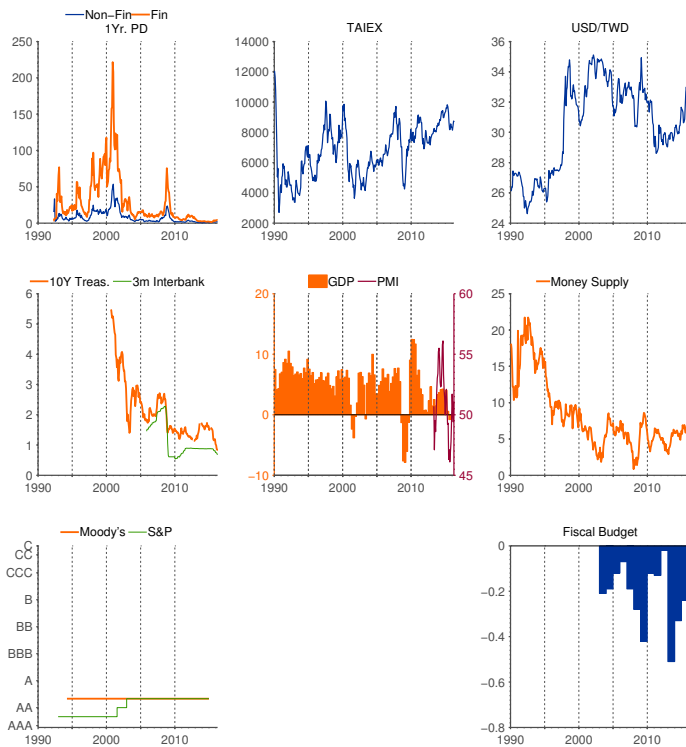 Non−Fin Fin
1Yr. PD
250
200
150
100
50
0
1990 2000 2010
TAIEX
14000
12000
10000
8000
6000
4000
2000
1990 2000 2010
USD/TWD
36
34
32
30
28
26
24
1990 2000 2010
10Y Treas. 3m Interbank
6
5
4
3
2
1
0
1990 2000 2010
GDP PMI
20
10
0
−10
60
55
50
45
1990 2000 2010
Money Supply
25
20
15
10
5
0
1990 2000 2010
Moody's S&P
C
CC
CCC
B
BB
BBB
A
AA
AAA
1990 2000 2010
Fiscal Budget
0
−0.2
−0.4
−0.6
−0.8
1990 2000 2010